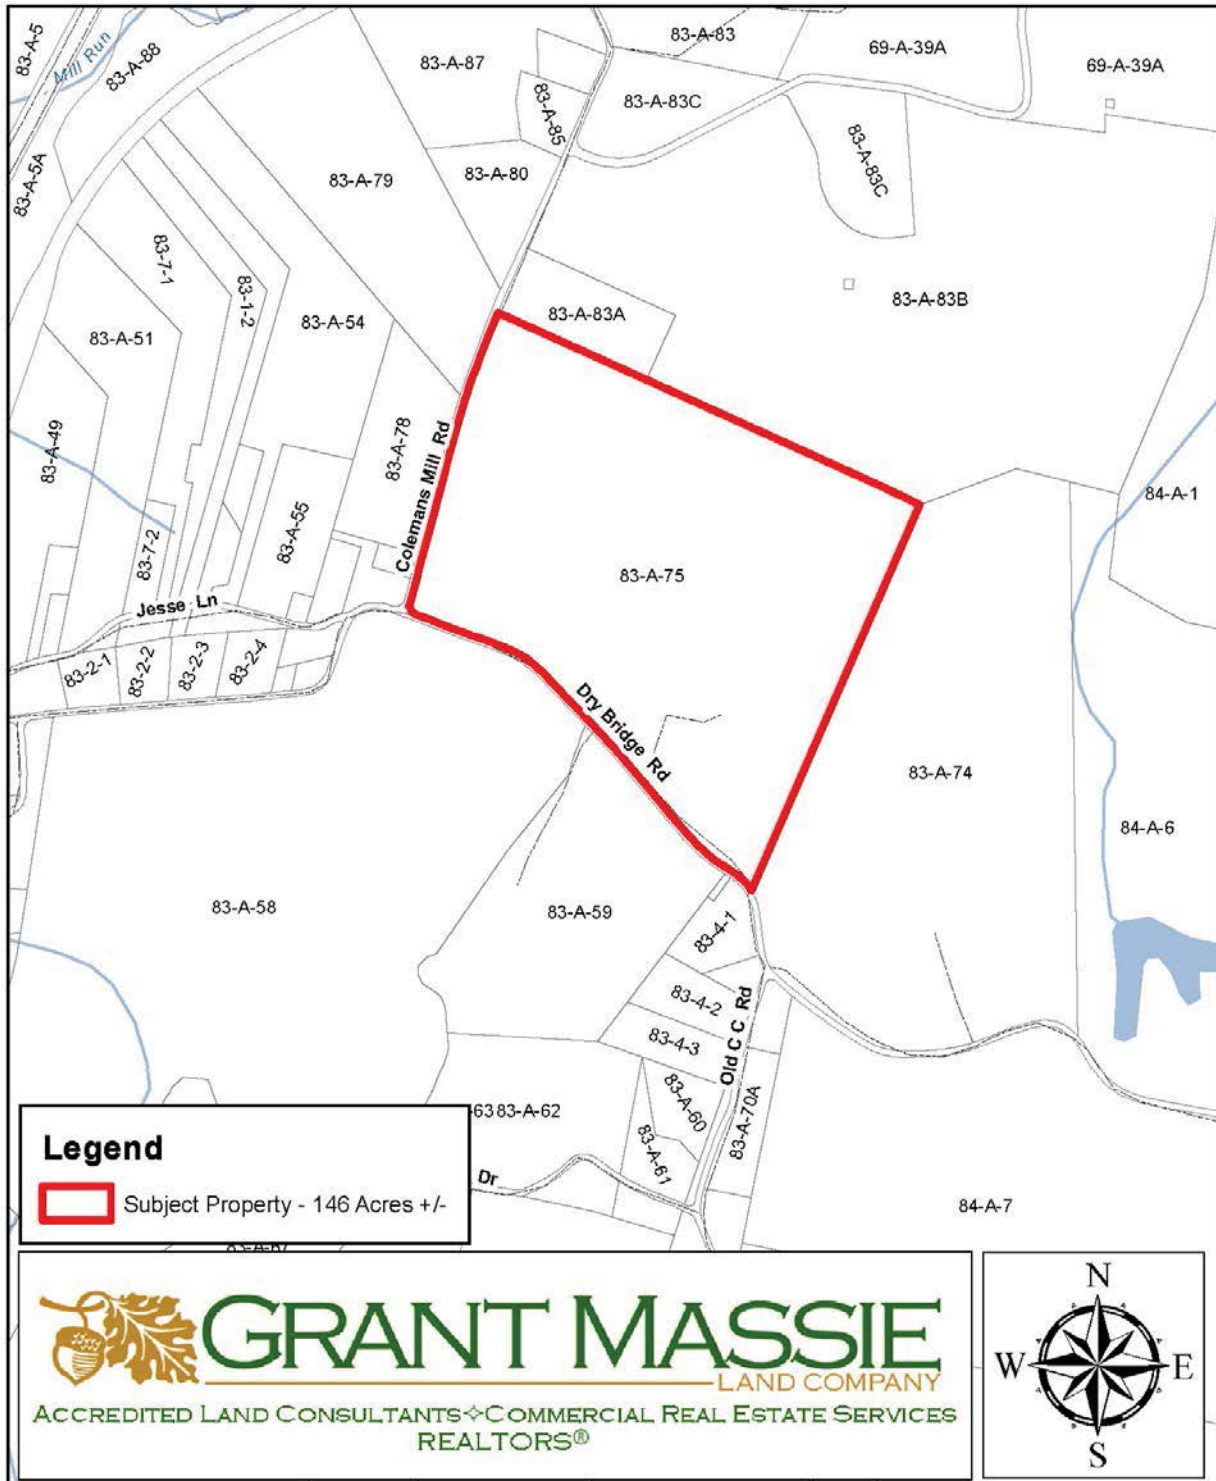 83-A-5
Mill Run
83-A-88
83-A-87
83-A-83
69-A-39A
69-A-39A
83-A-83C
83-A-85
83-A-83C
83-A-5A
83-A-79
83-A-80
83-7-1
83-1-2
83-A-83B
83-A-83A
83-A-54
83-A-51
83-A-49
83-A-78
Colemans Mill Rd
84-A-1
83-A-55
83-7-2
83-A-75
Jesse Ln
83-2-1
83-2-2
83-2-3
83-2-4
Dry Bridge Rd
83-A-74
84-A-6
83-A-58
83-A-59
83-4-1
83-4-2
83-4-3
Old C C Rd
83-A-60
83-A-70A
83-A-61
63
83-A-62
Dr
84-A-7
Legend
Subject Property - 146 Acres +/-
GRANT MASSIE
LAND COMPANY
ACCREDITED LAND CONSULTANTS✧COMMERCIAL REAL ESTATE SERVICES
REALTORS®
N
W
E
S